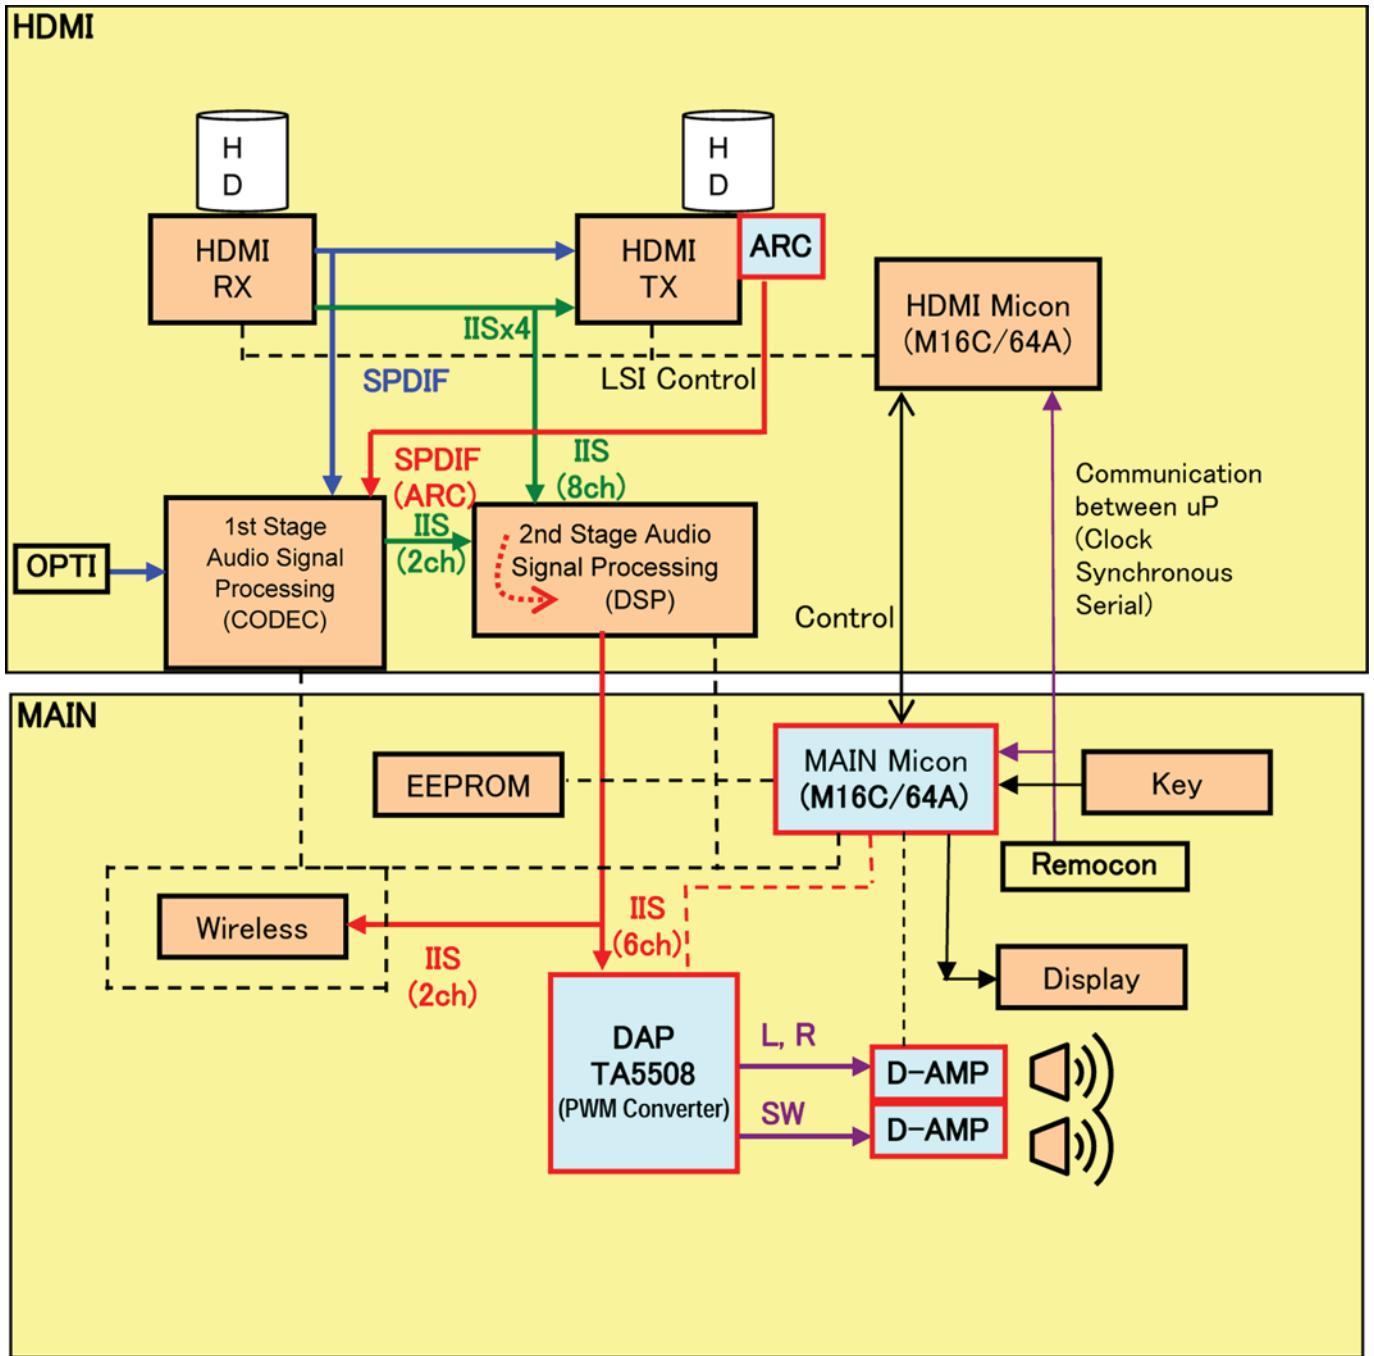 HDMI
H
D
H
D
HDMI
RX
HDMI
TX
ARC
HDMI Micon
(M16C/64A)
IISx4
SPDIF
LSI Control
SPDIF
(ARC)
IIS
(8ch)
IIS
(2ch)
Communication
between uP
(Clock
Synchronous
Serial)
OPTI
1st Stage
Audio Signal
Processing
(CODEC)
2nd Stage Audio
Signal Processing
(DSP)
Control
MAIN
EEPROM
MAIN Micon
(M16C/64A)
Key
Remocon
Wireless
IIS
(2ch)
IIS
(6ch)
Display
DAP
TA5508
(PWM Converter)
L, R
SW
D-AMP
D-AMP